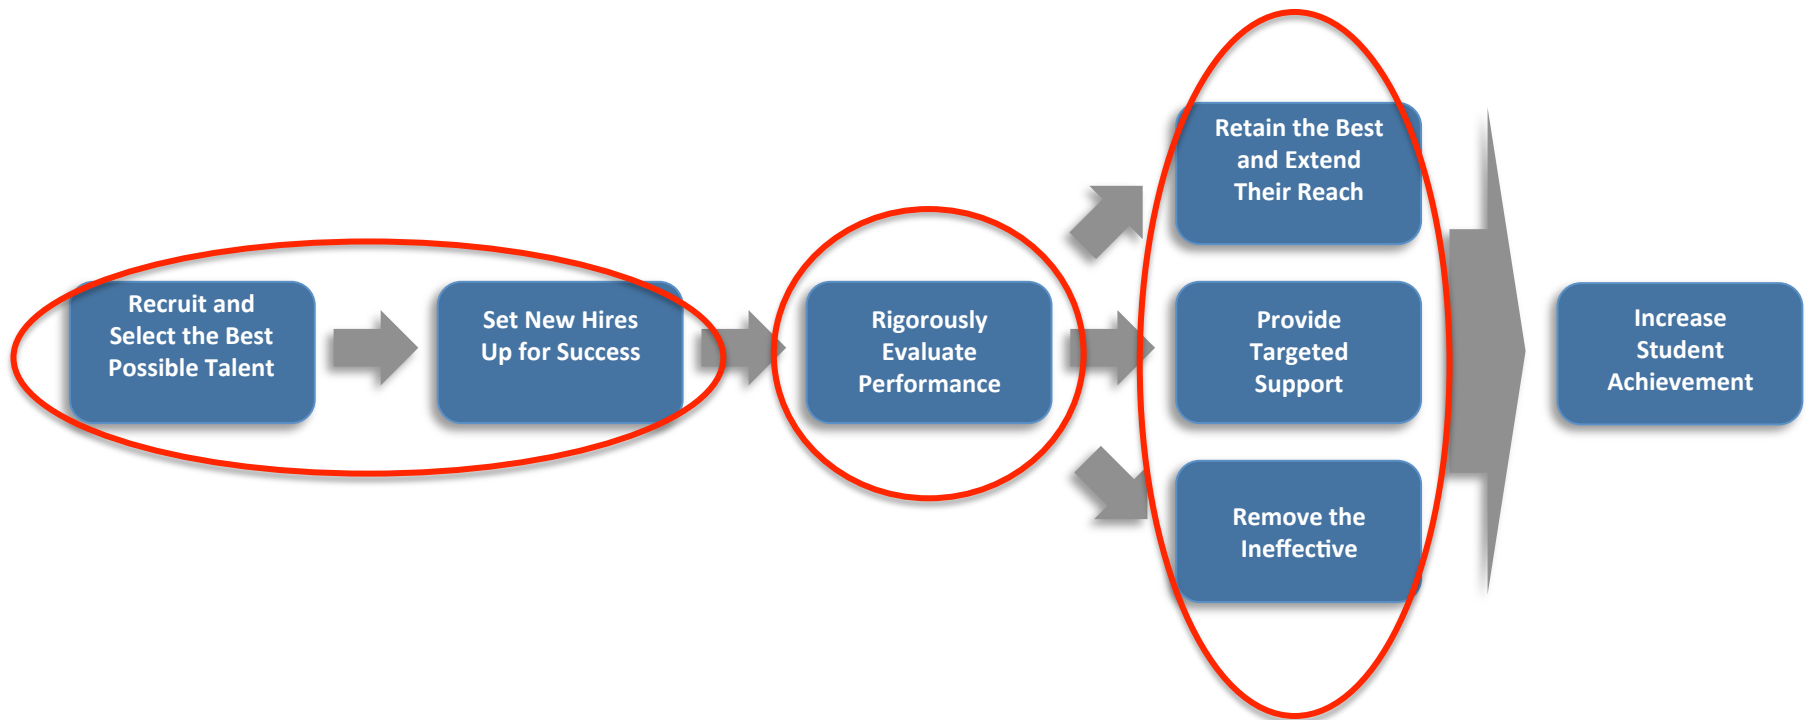 Recruit and
Select the Best
Possible Talent
Set New Hires
Up for Success
Rigorously
Evaluate
Performance
Retain the Best
and Extend
Their Reach
Provide
Targeted
Support
Remove the
Ineffective
Increase
Student
Achievement